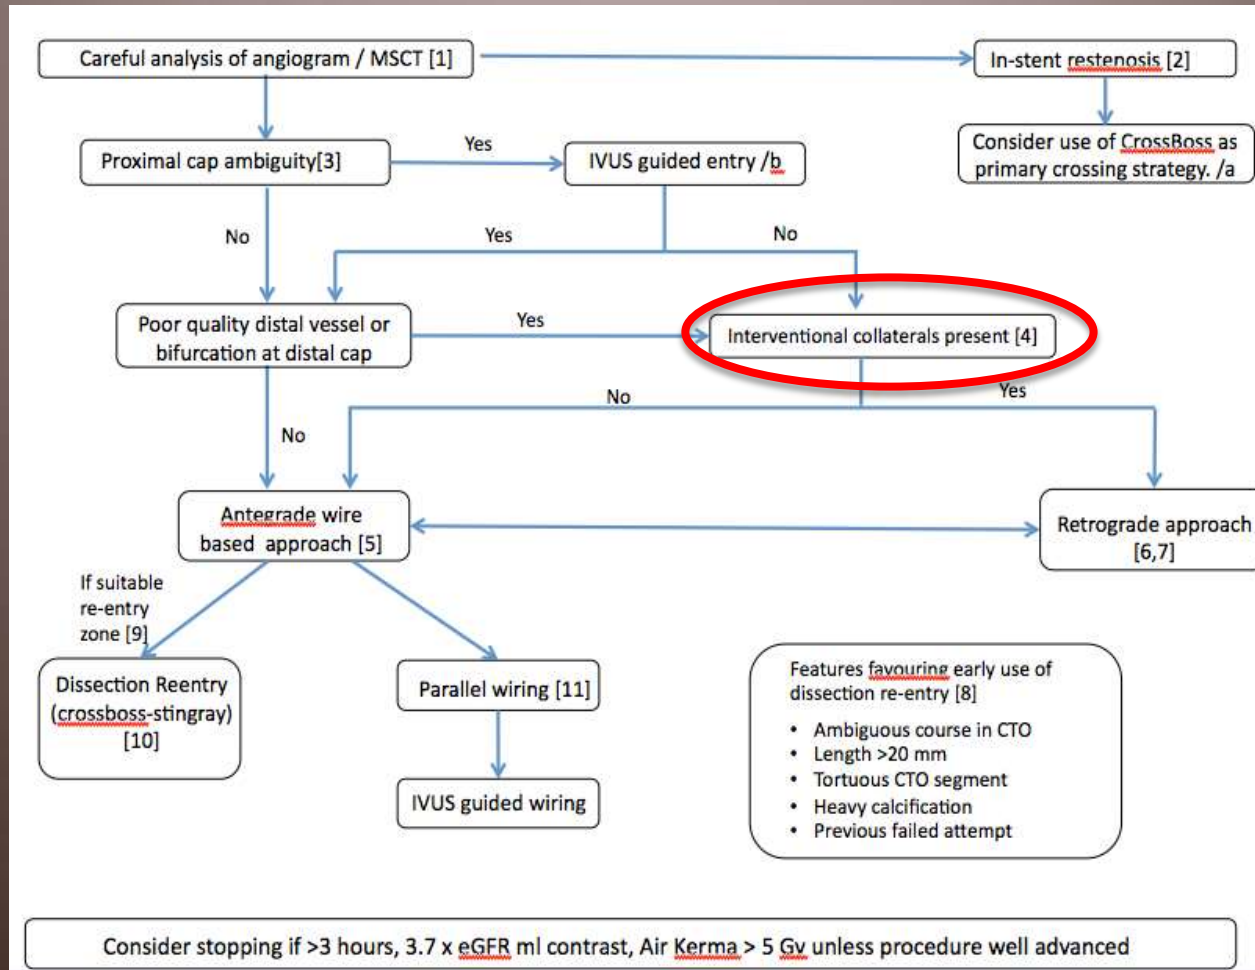 Careful analysis of angiogram / MSCT [1]
In-stent restenosis [2]
Consider use of CrossBoss as
primary crossing strategy. /a
Proximal cap ambiguity[3]
Yes
IVUS guided entry /b
No
Yes
No
Poor quality distal vessel or
bifurcation at distal cap
Yes
Interventional collaterals present [4]
No
Yes
No
Antegrade wire
based approach [5]
Retrograde approach
[6,7]
If suitable
re-entry
zone [9]
Dissection Reentry
(crossboss-stingray)
[10]
Parallel wiring [11]
IVUS guided wiring
Features favouring early use of
dissection re-entry [8]
• Ambiguous course in CTO
• Length >20 mm
• Tortuous CTO segment
• Heavy calcification
• Previous failed attempt
Consider stopping if >3 hours, 3.7 x eGFR ml contrast, Air Kerma > 5 Gy unless procedure well advanced